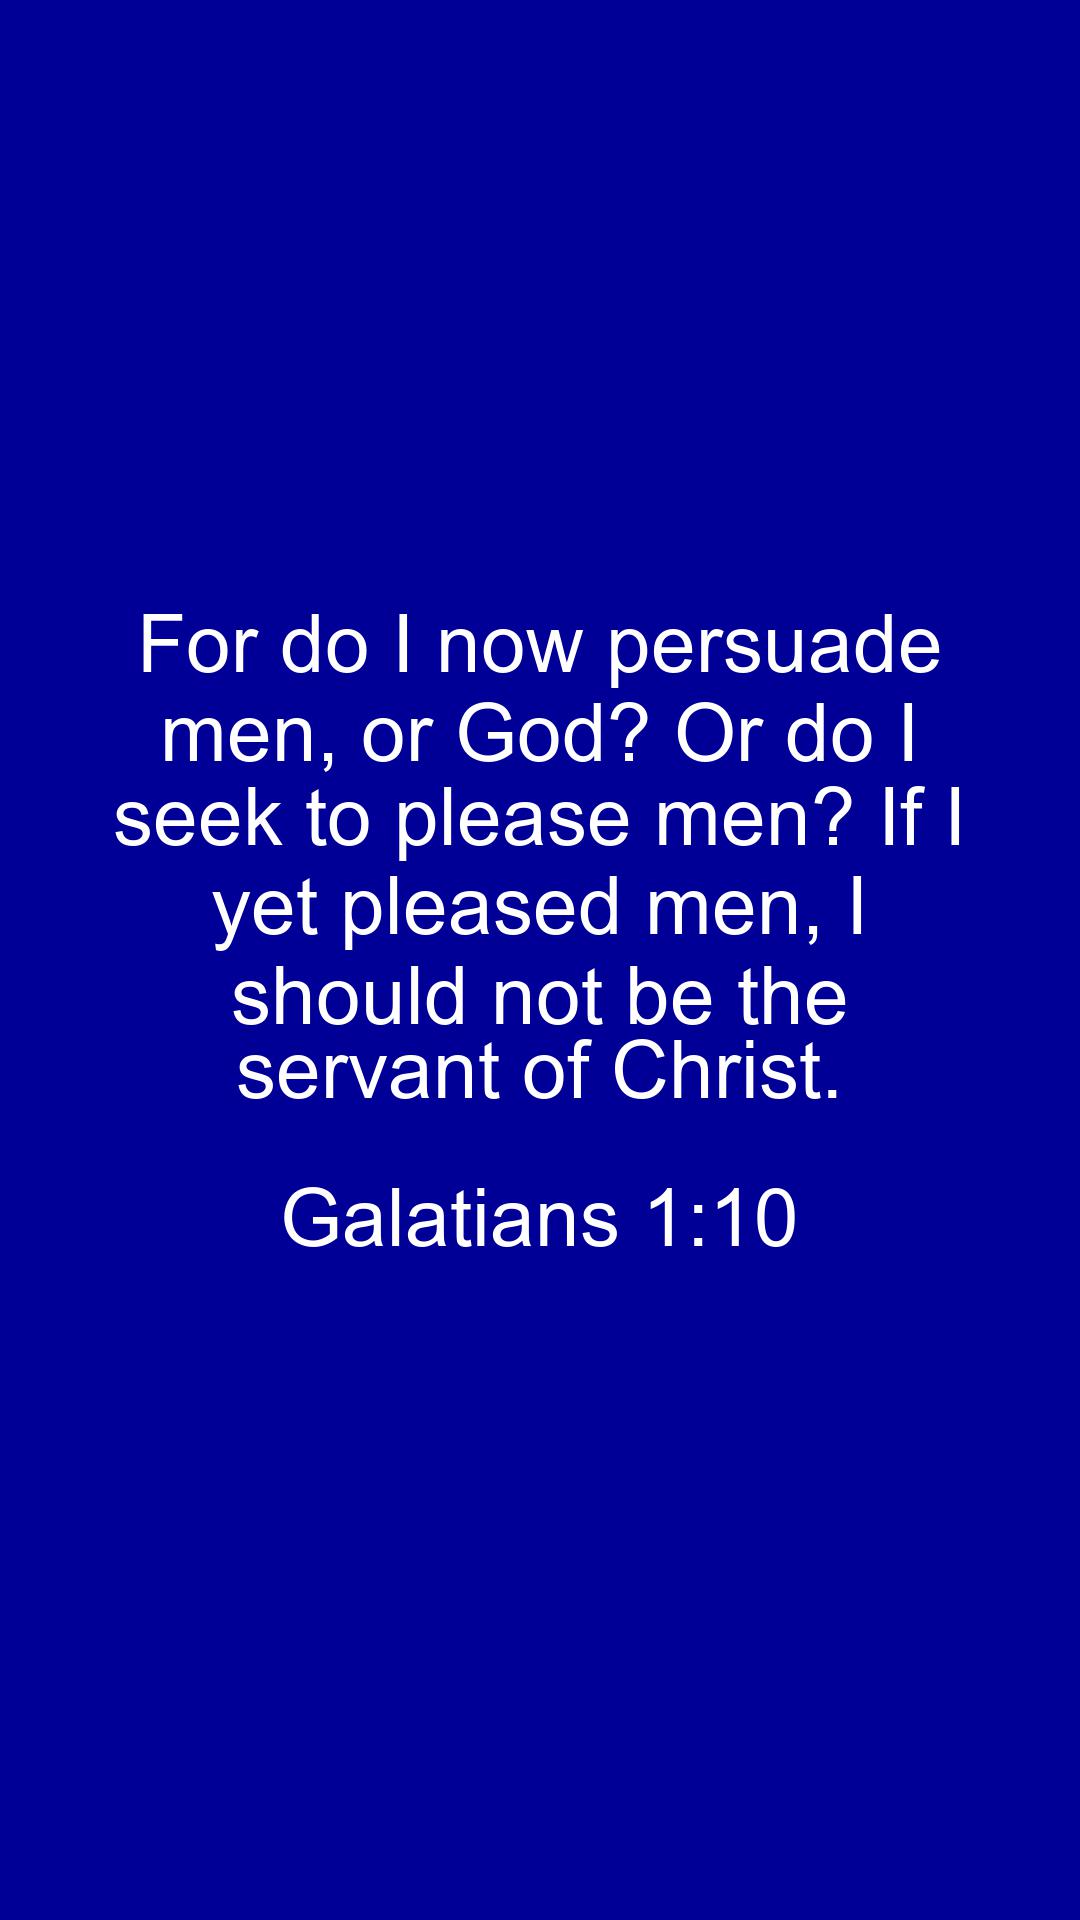 For do I now persuade
men, or God? Or do I
seek to please men? If I
yet pleased men, I
should not be the
servant of Christ.
Galatians 1:10